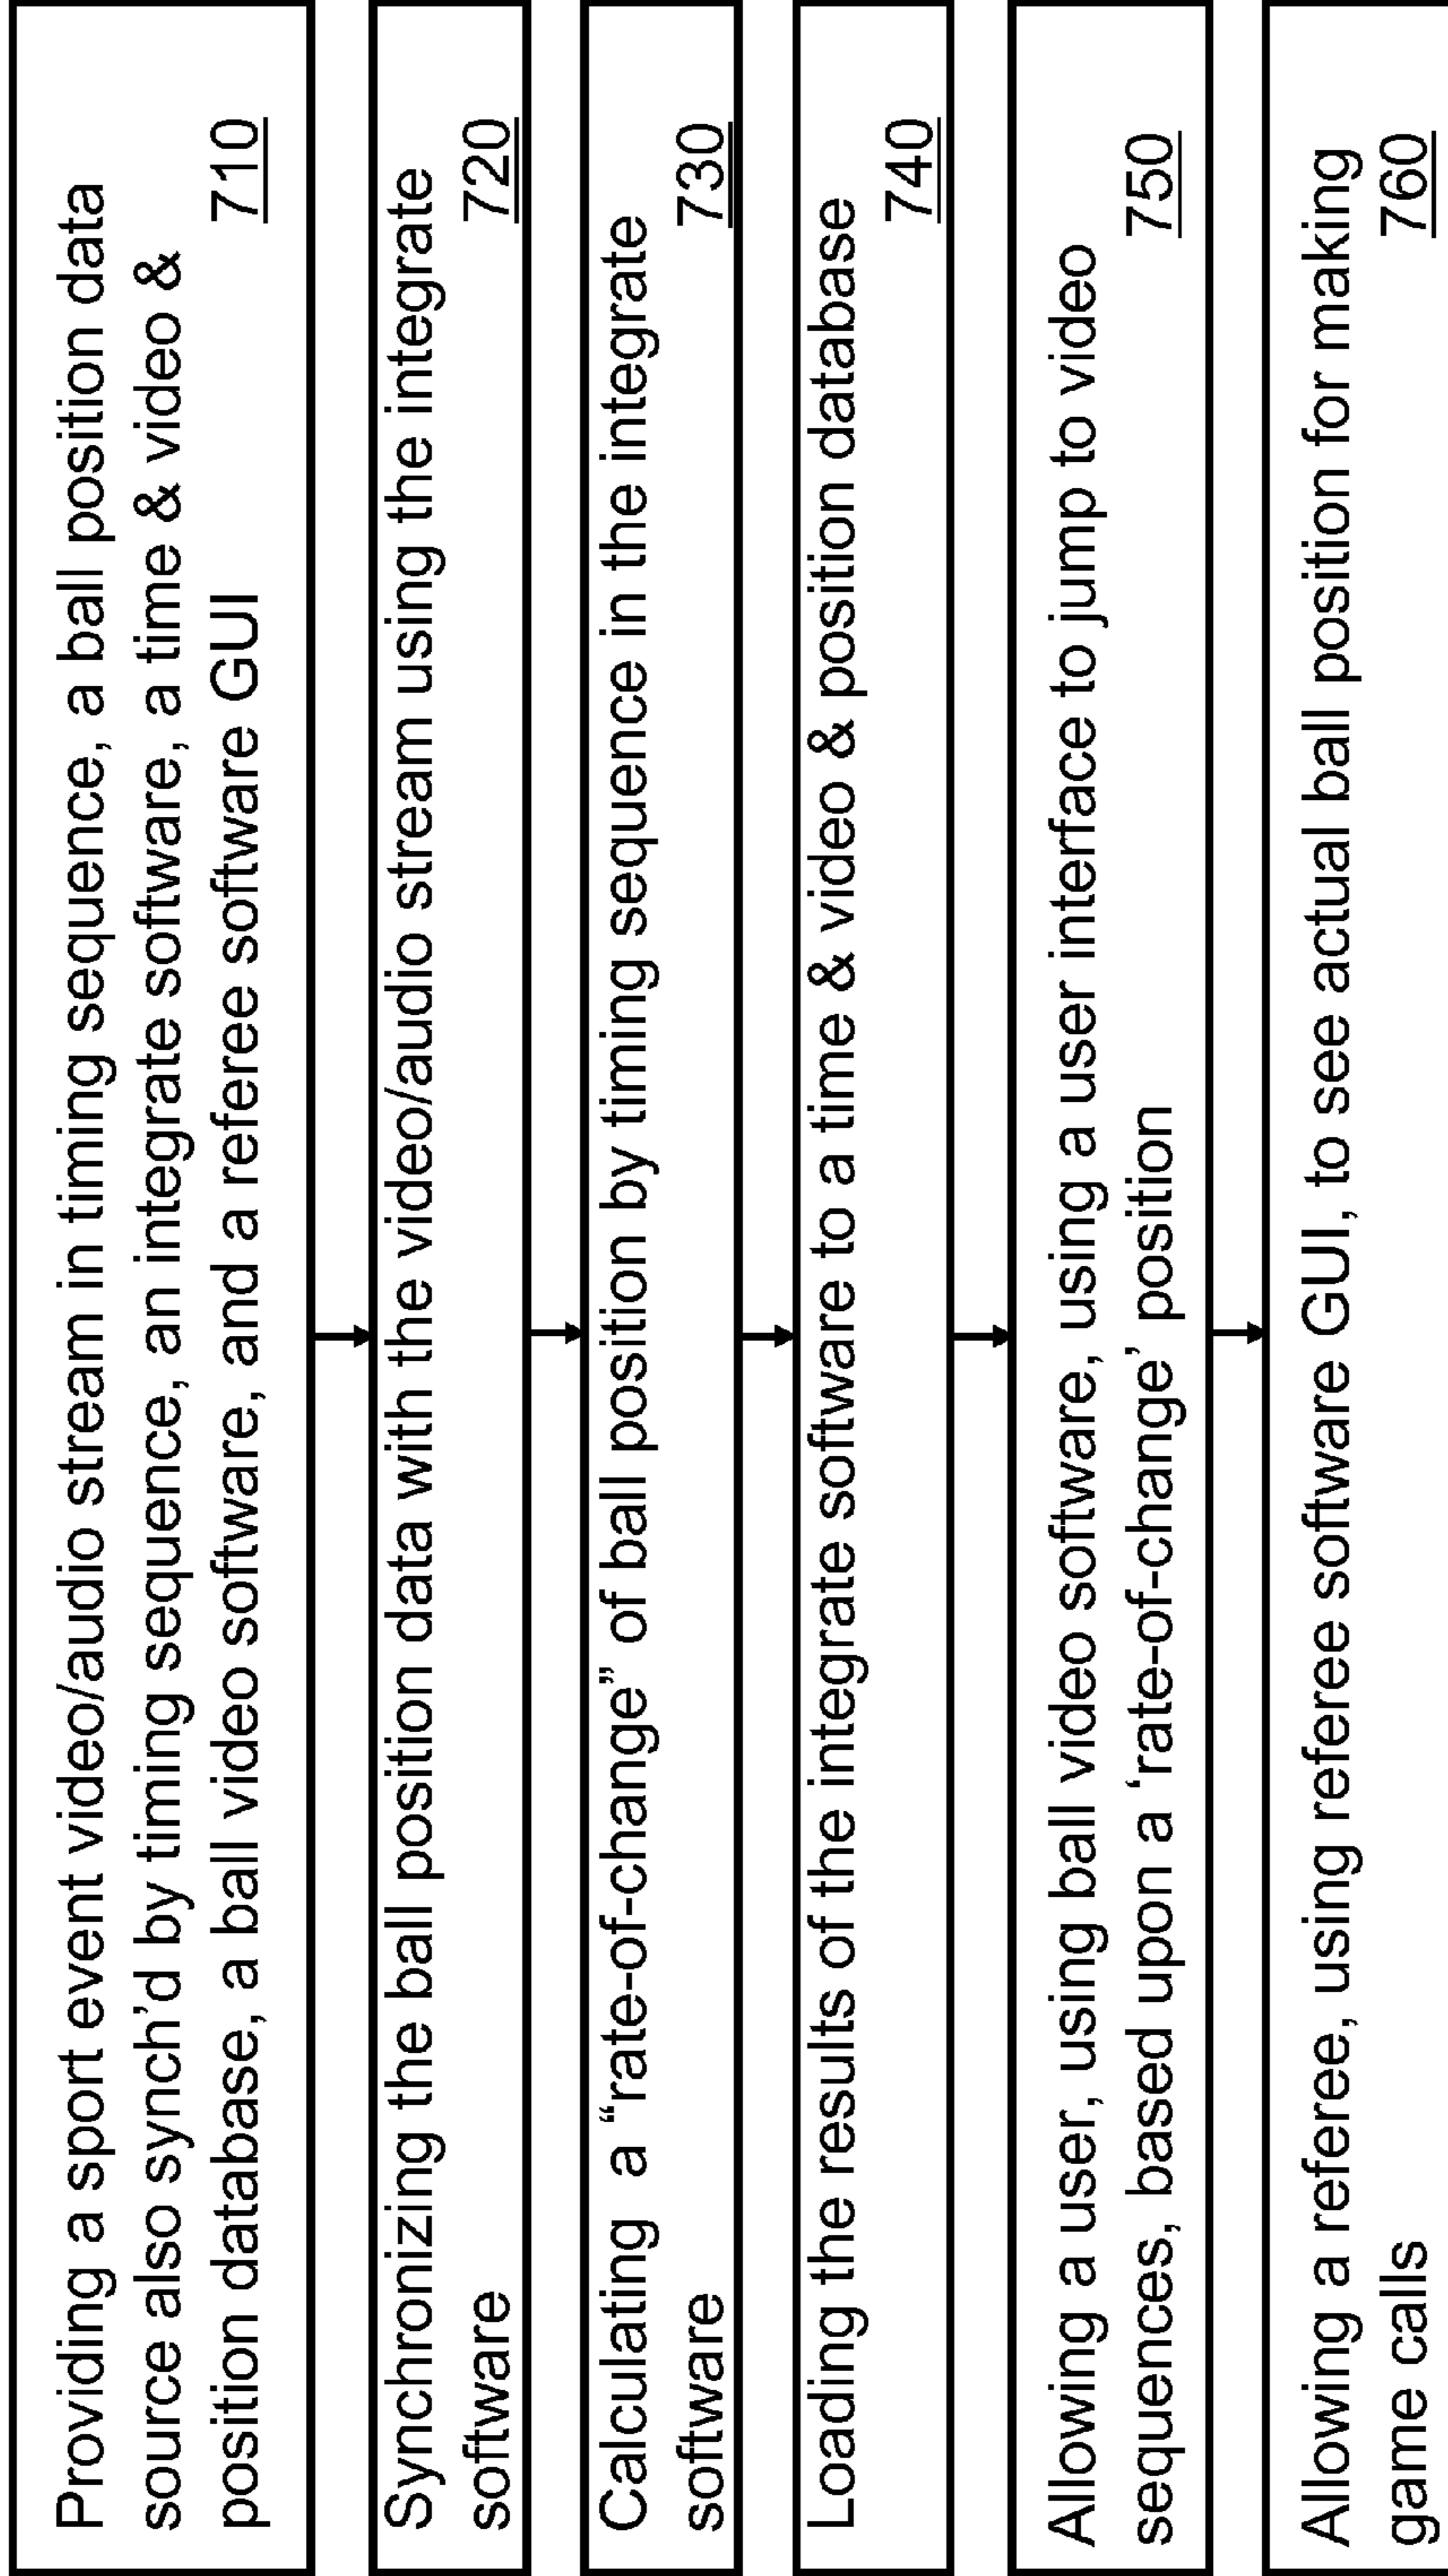 Providing a sport event video/audio stream in timing sequence, a ball position data
source also synch’d by timing sequence, an integrate software, a time & video &
position database, a ball video software, and a referee software GUI
710
Synchronizing the ball position data with the video/audio stream using the integrate
software
720
Calculating a “rate-of-change” of ball position by timing sequence in the integrate
software
730
Loading the results of the integrate software to a time & video & position database
740
Allowing a user, using ball video software, using a user interface to jump to video
sequences, based upon a ‘rate-of-change’ position
750
Allowing a referee, using referee software GUI, to see actual ball position for making
game calls
760